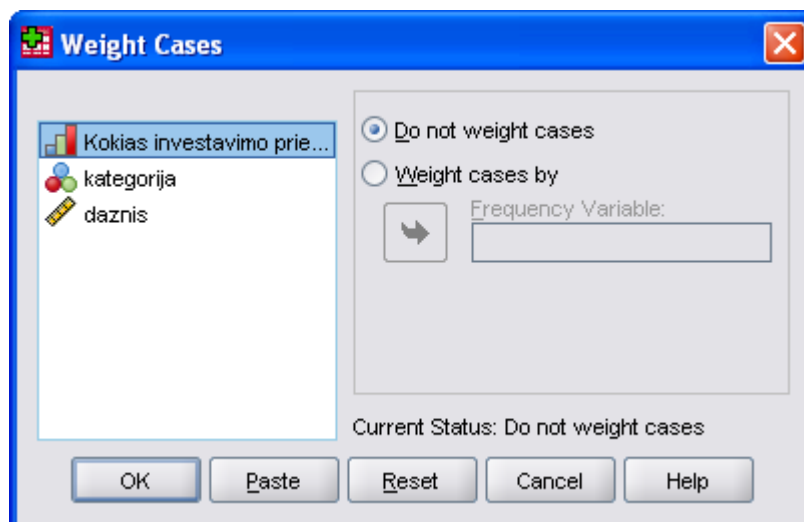 Weight Cases
Kokias investavimo prie...
kategorija
daznis
Do not weight cases
Weight cases by
Frequency Variable:
Current Status: Do not weight cases
OK
Paste
Reset
Cancel
Help